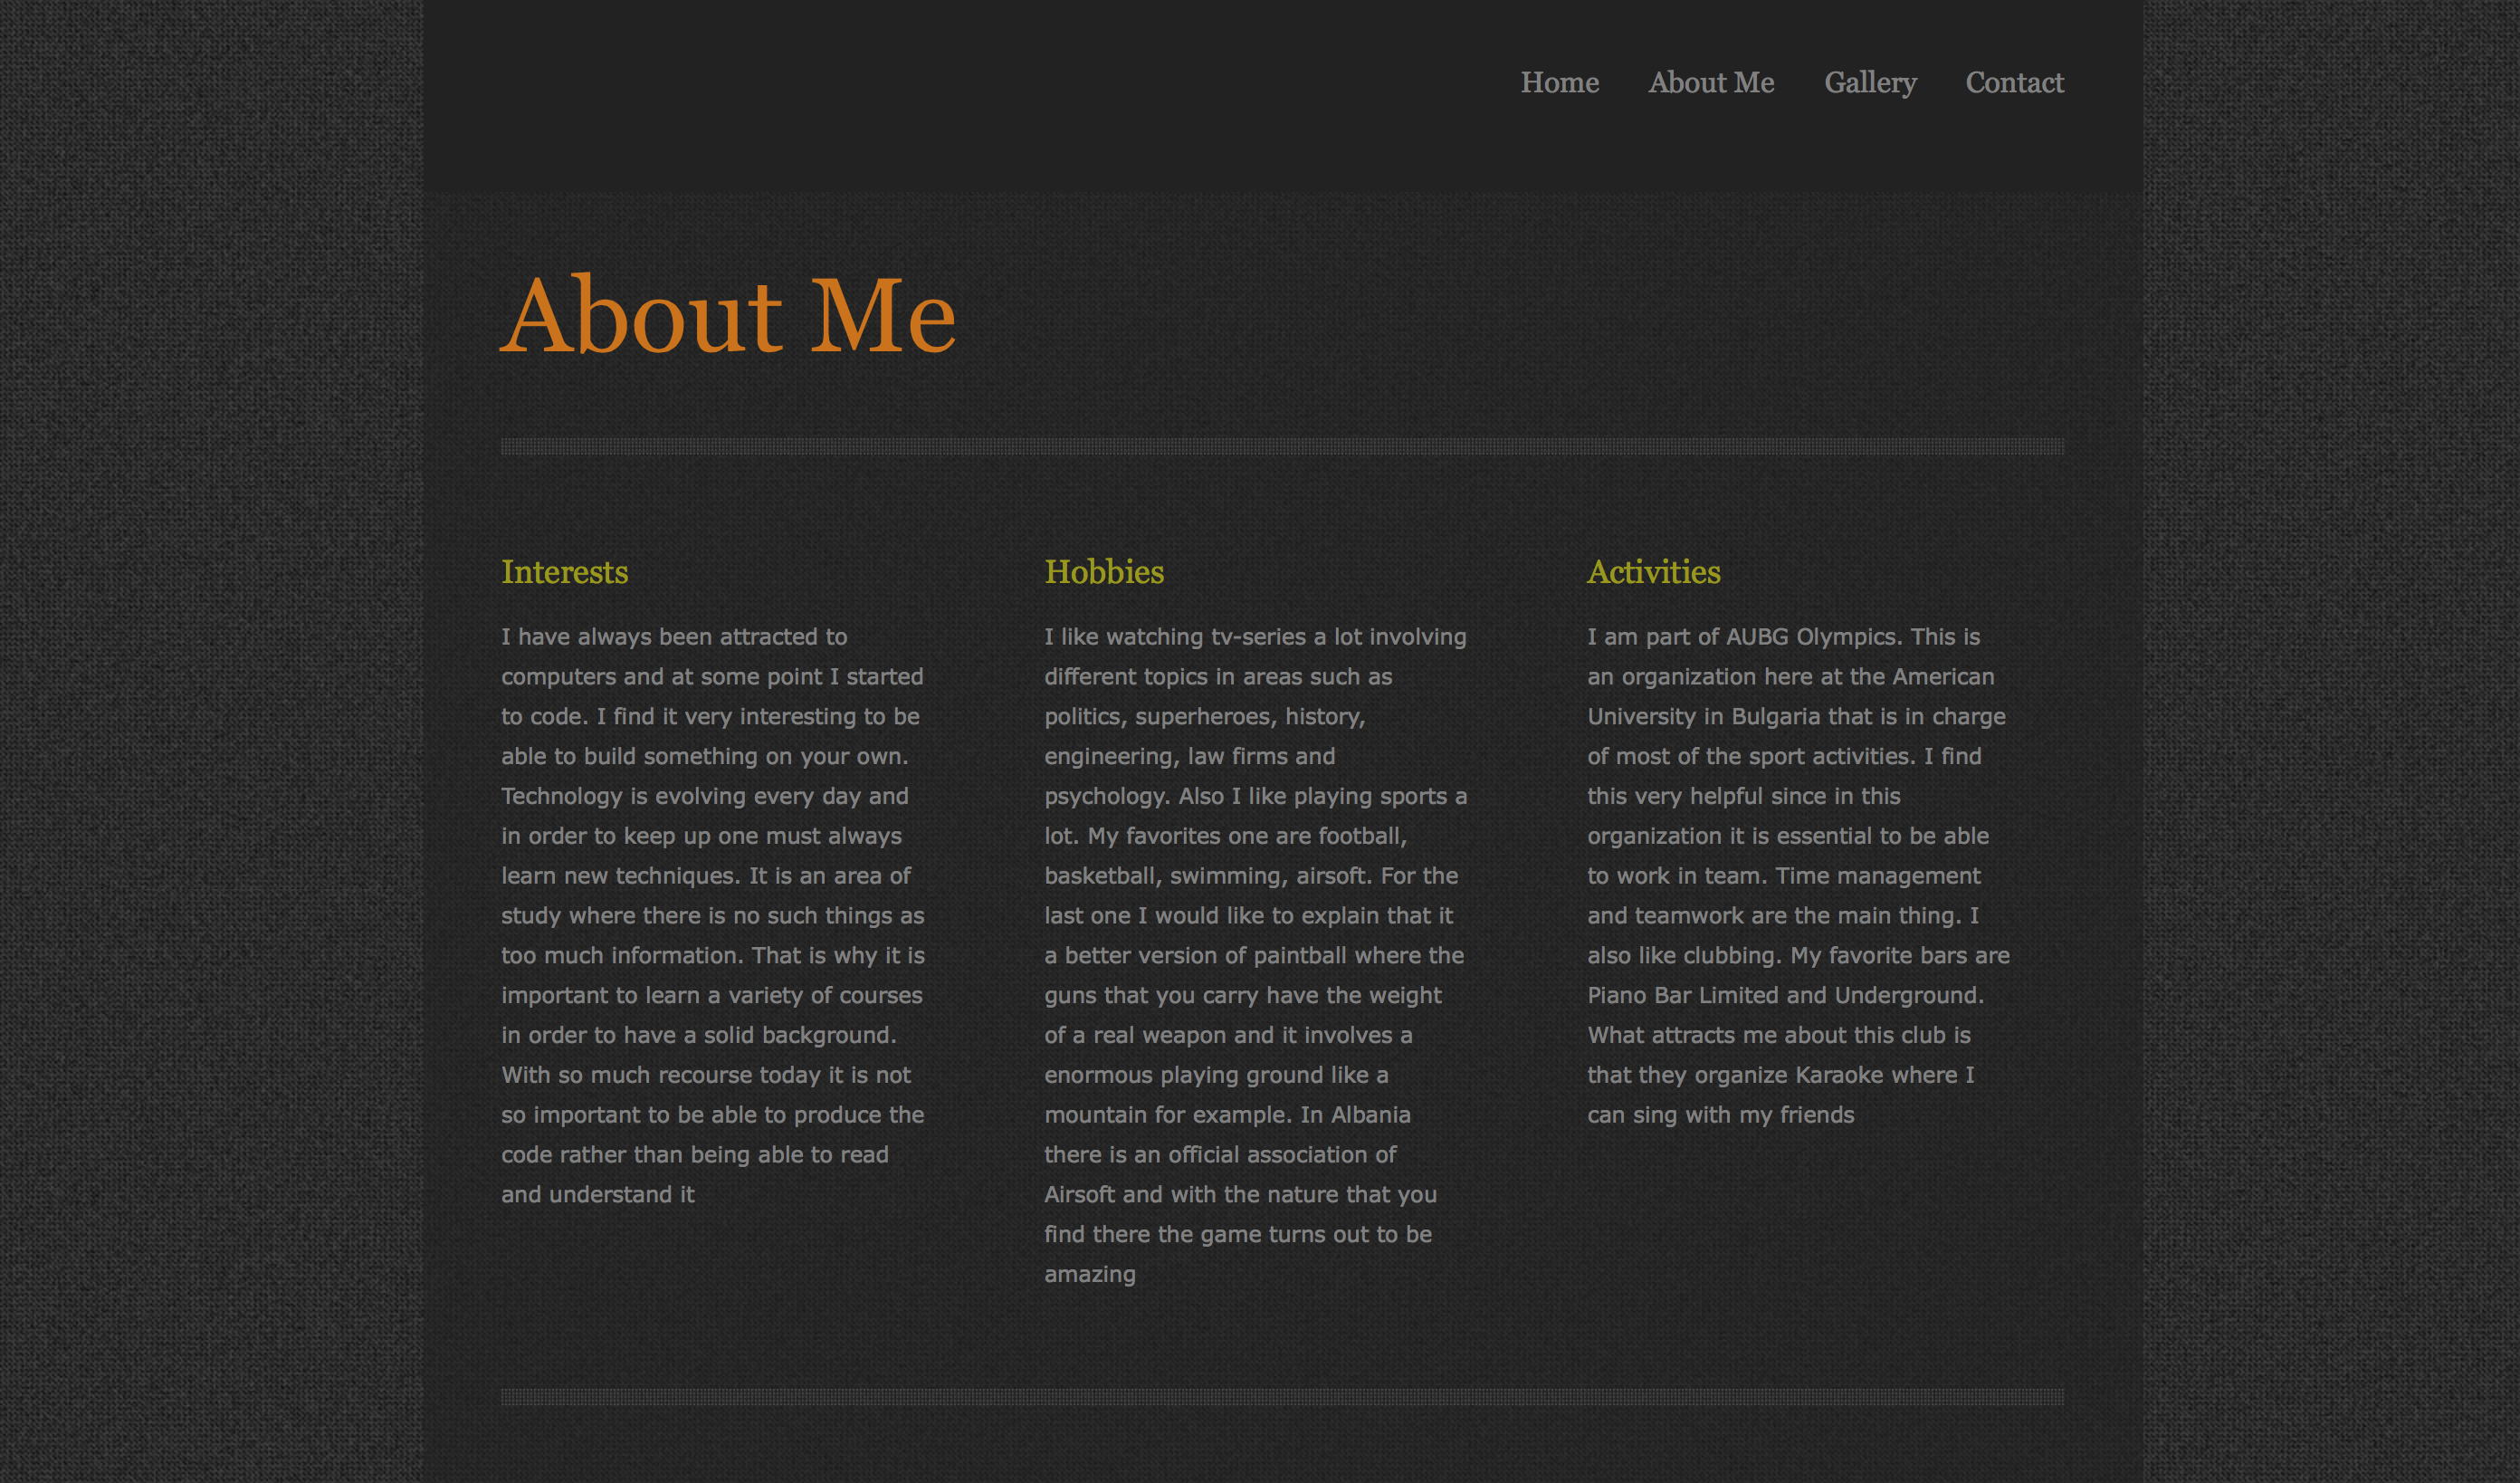 Home About Me Gallery Contact
About Me
Interests
I have always been attracted to
computers and at some point I started
to code. I find it very interesting to be
able to build something on your own.
Technology is evolving every day and
in order to keep up one must always
learn new techniques. It is an area of
study where there is no such things as
too much information. That is why it is
important to learn a variety of courses
in order to have a solid background.
With so much recourse today it is not
so important to be able to produce the
code rather than being able to read
and understand it
Hobbies
I like watching tv-series a lot involving
different topics in areas such as
politics, superheroes, history,
engineering, law firms and
psychology. Also I like playing sports a
lot. My favorites one are football,
basketball, swimming, airsoft. For the
last one I would like to explain that it
a better version of paintball where the
guns that you carry have the weight
of a real weapon and it involves a
enormous playing ground like a
mountain for example. In Albania
there is an official association of
Airsoft and with the nature that you
find there the game turns out to be
amazing
Activities
I am part of AUBG Olympics. This is
an organization here at the American
University in Bulgaria that is in charge
of most of the sport activities. I find
this very helpful since in this
organization it is essential to be able
to work in team. Time management
and teamwork are the main thing. I
also like clubbing. My favorite bars are
Piano Bar Limited and Underground.
What attracts me about this club is
that they organize Karaoke where I
can sing with my friends